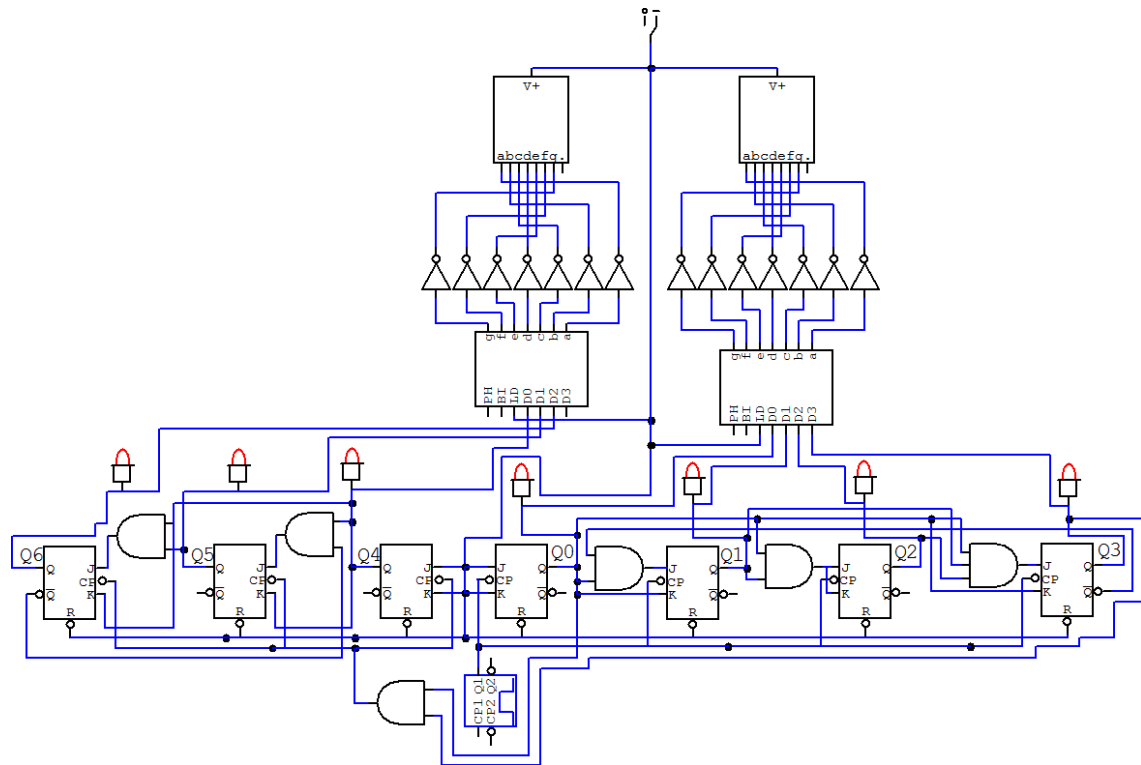 V+ V+
abcdefg. abcdefg.
g f e d c b a
g f e d c b a
PH BI LD D0 D1 D2 D3
PH BI LD D0 D1 D2 D3
Q6 Q5 Q4 Q0 Q1 Q2 Q3
Q J Q J Q J J Q J Q J Q J Q
CP CP CP CP CP CP CP
Q K Q K Q K K Q K Q K Q K Q
R R R R R R R
Q1 Q2
CP1 CP2